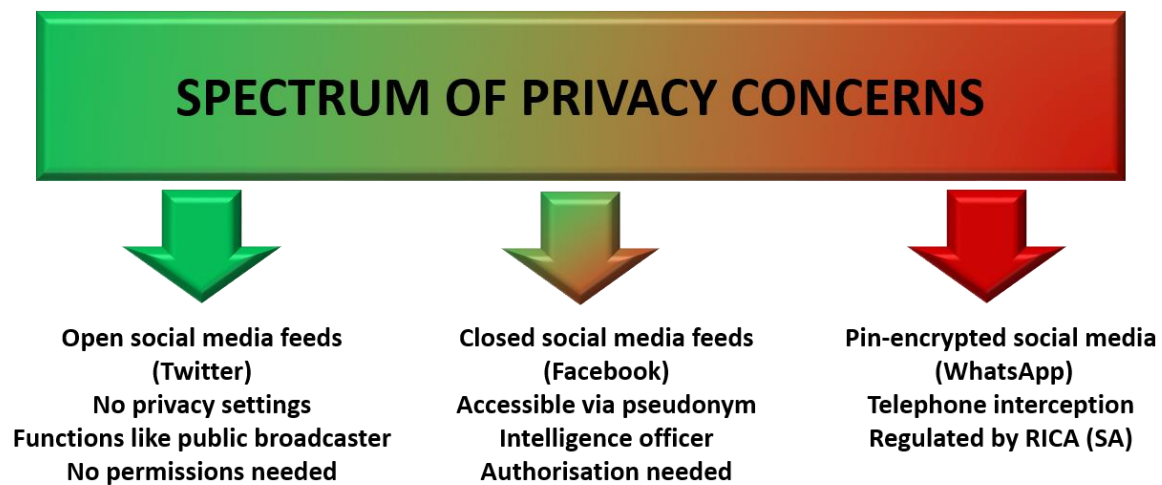 SPECTRUM OF PRIVACY CONCERNS
Open social media feeds
(Twitter)
No privacy settings
Functions like public broadcaster
No permissions needed
Closed social media feeds
(Facebook)
Accessible via pseudonym
Intelligence officer
Authorisation needed
Pin-encrypted social media
(WhatsApp)
Telephone interception
Regulated by RICA (SA)